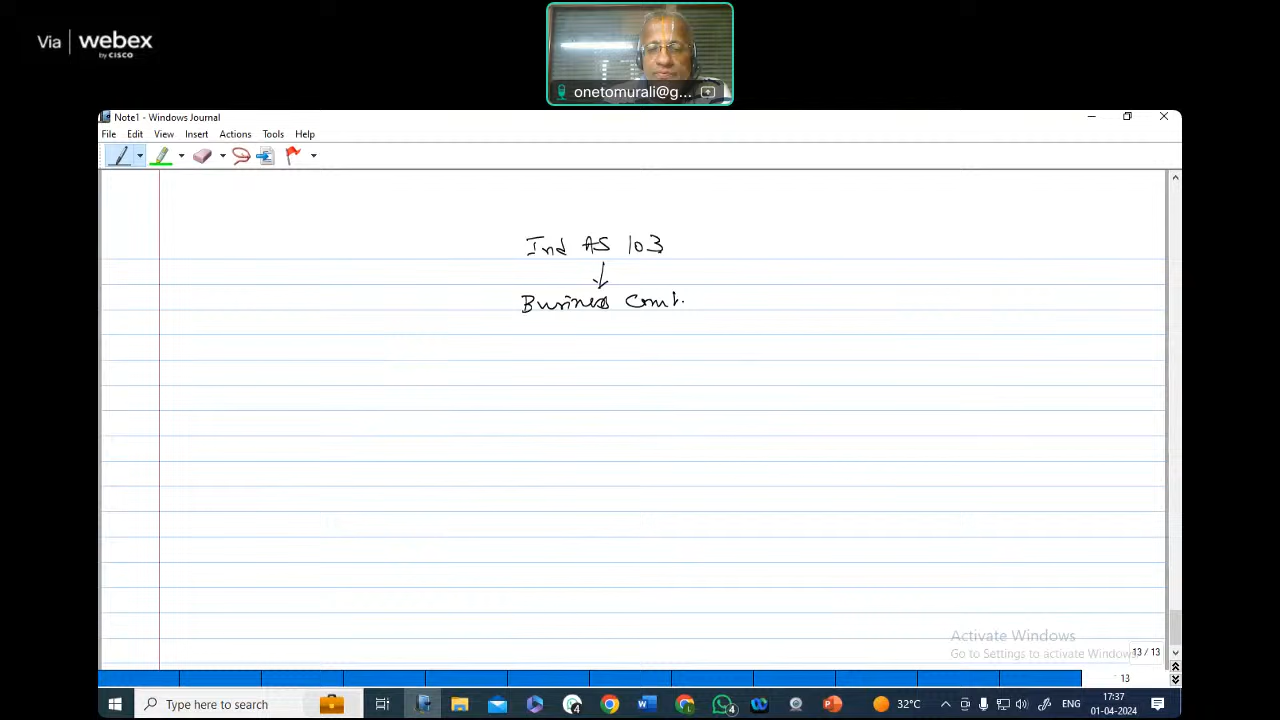 Via webex
by CISCO
onetomurali@g...
Note1 - Windows Journal
File Edit View Insert Actions Tools Help
Ind AS 103
Business Comb.
Activate Windows
Go to Settings to activate Windows
13 / 13
13
Type here to search
4
4
32°C
ENG
17:37
01-04-2024